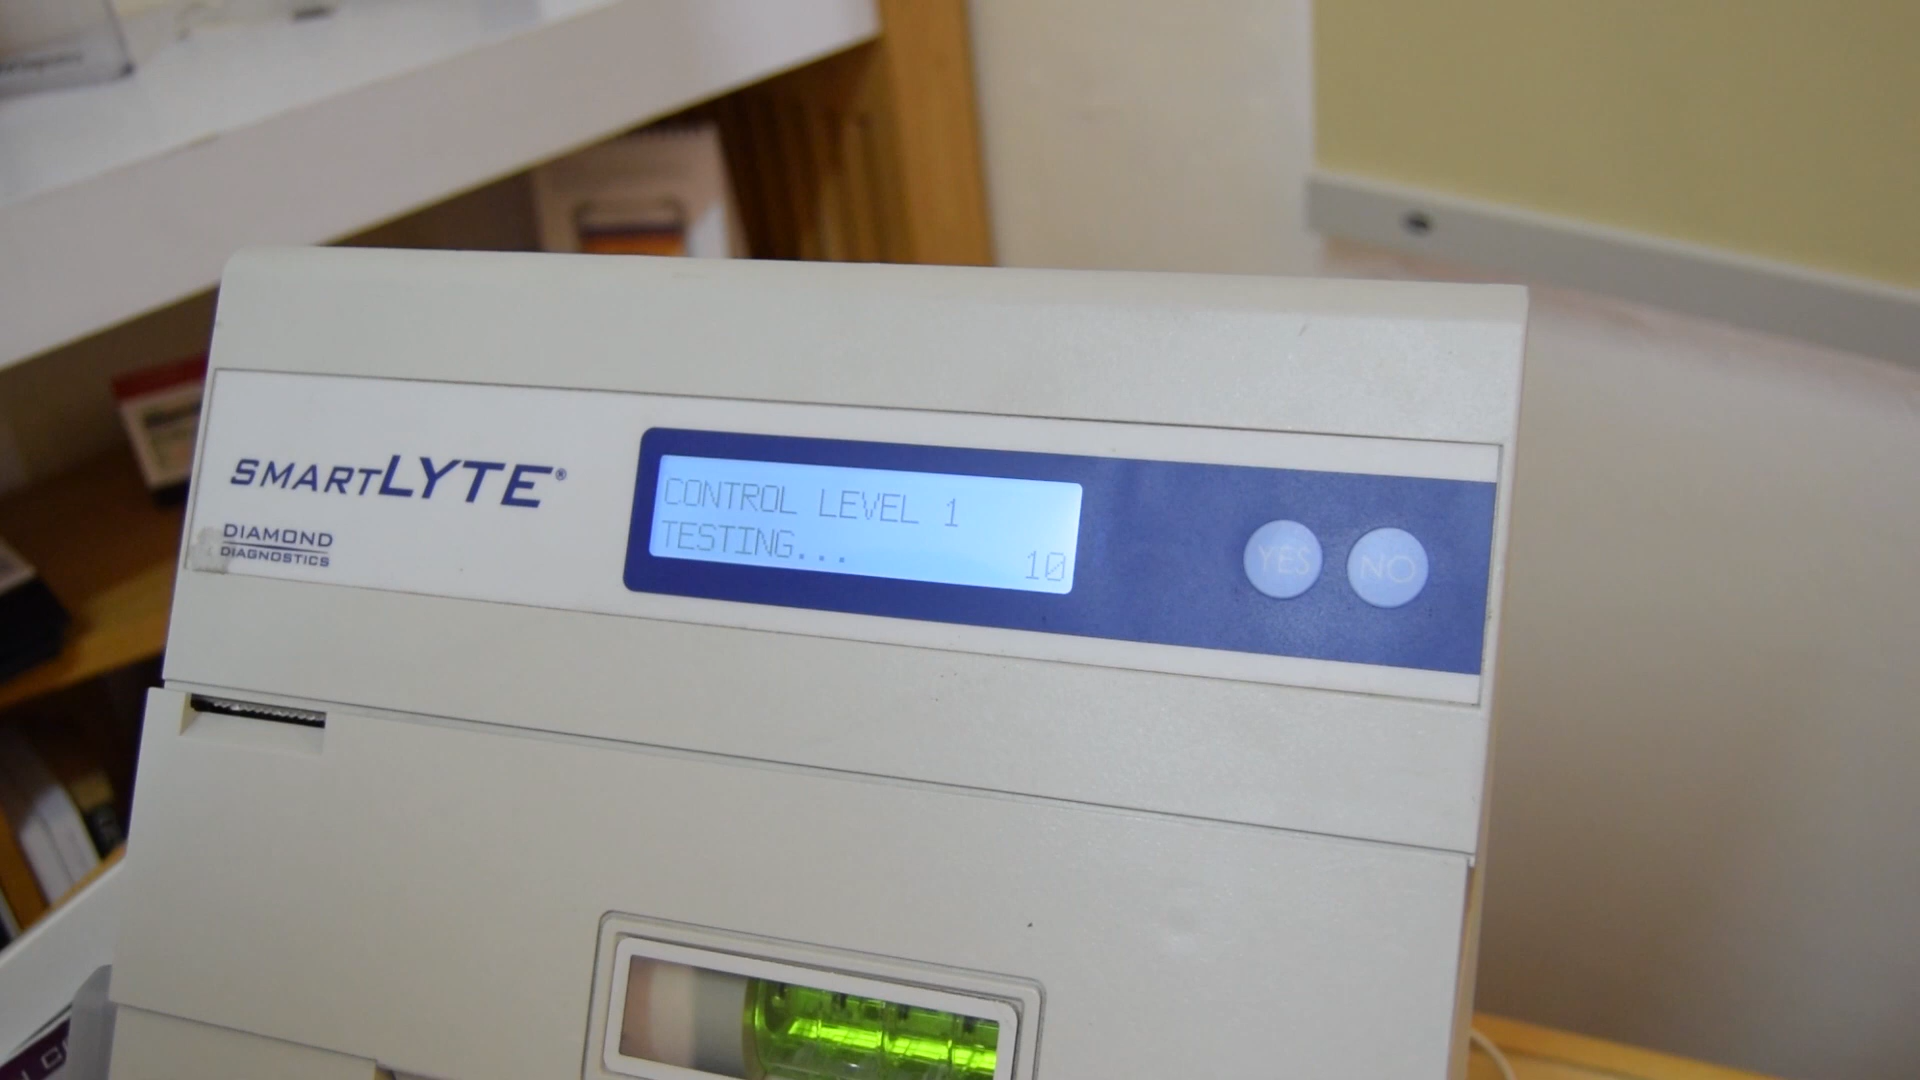 SMARTLYTE®
DIAMOND
DIAGNOSTICS
CONTROL LEVEL 1
TESTING... 10
YES
NO